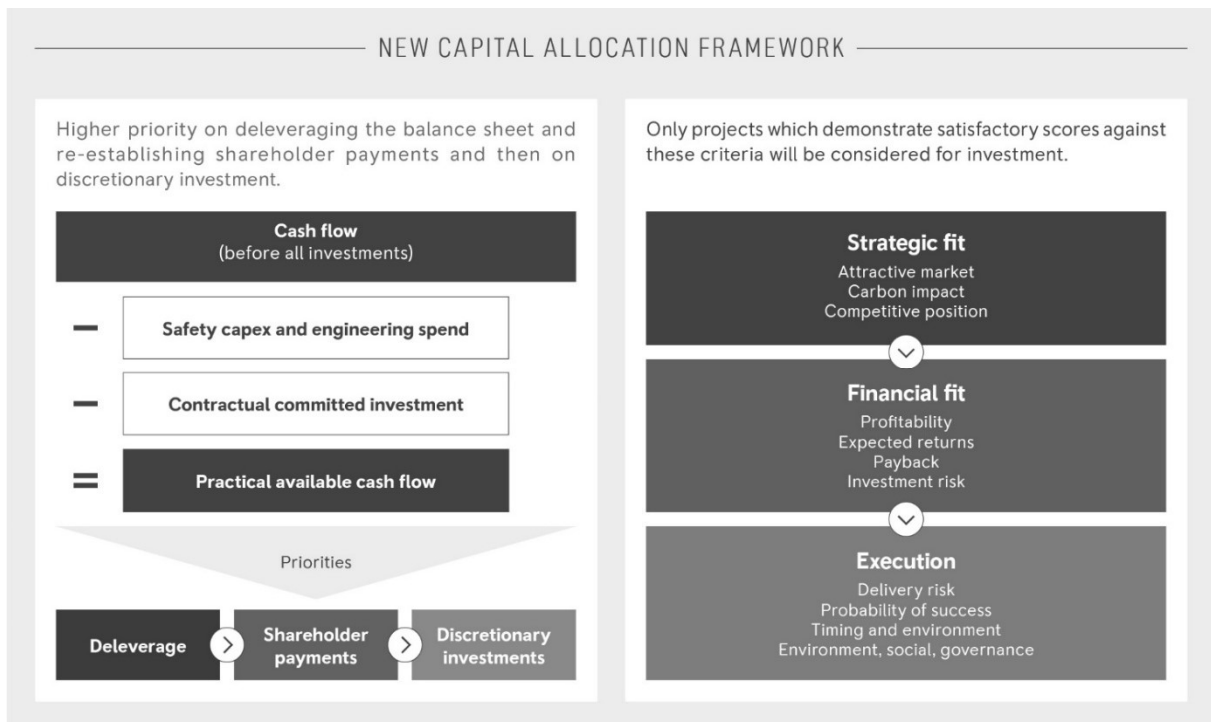 NEW CAPITAL ALLOCATION FRAMEWORK
Higher priority on deleveraging the balance sheet and
re-establishing shareholder payments and then on
discretionary investment.
Cash flow
(before all investments)
Safety capex and engineering spend
Contractual committed investment
Practical available cash flow
Priorities
Deleverage
Shareholder
payments
Discretionary
investments
Only projects which demonstrate satisfactory scores against
these criteria will be considered for investment.
Strategic fit
Attractive market
Carbon impact
Competitive position
Financial fit
Profitability
Expected returns
Payback
Investment risk
Execution
Delivery risk
Probability of success
Timing and environment
Environment, social, governance